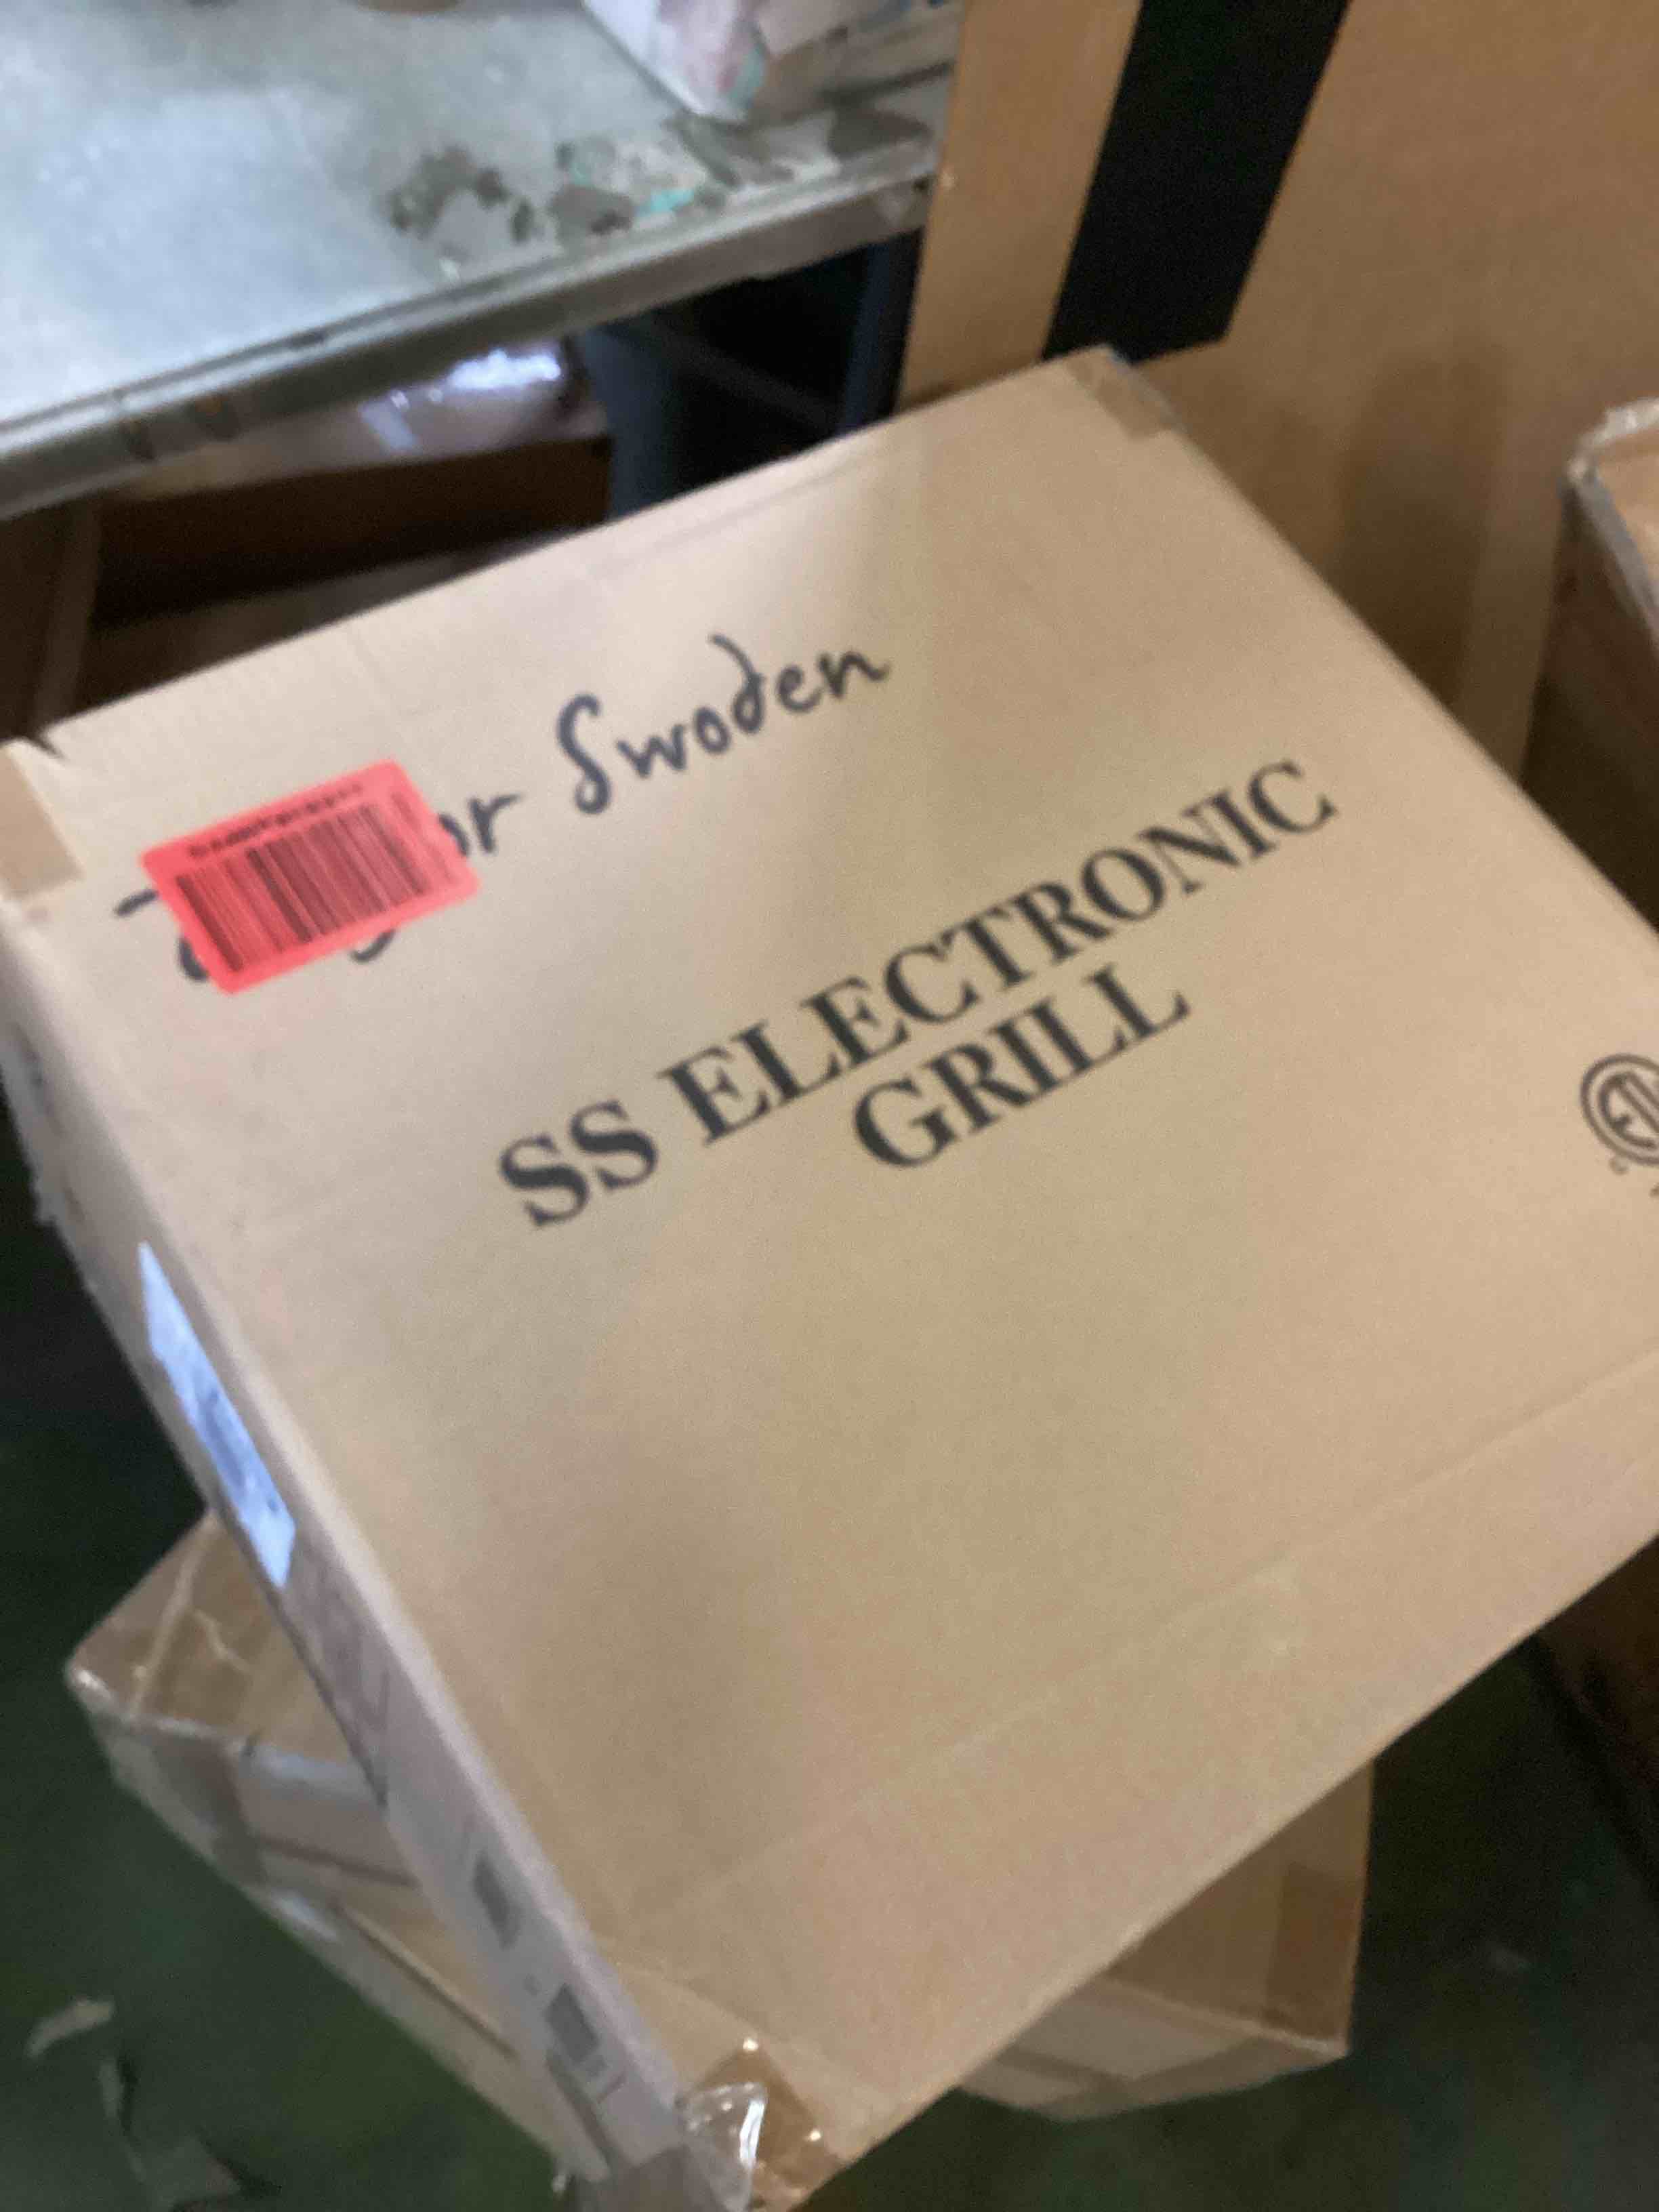 or Swoden
SS ELECTRONIC
GRILL